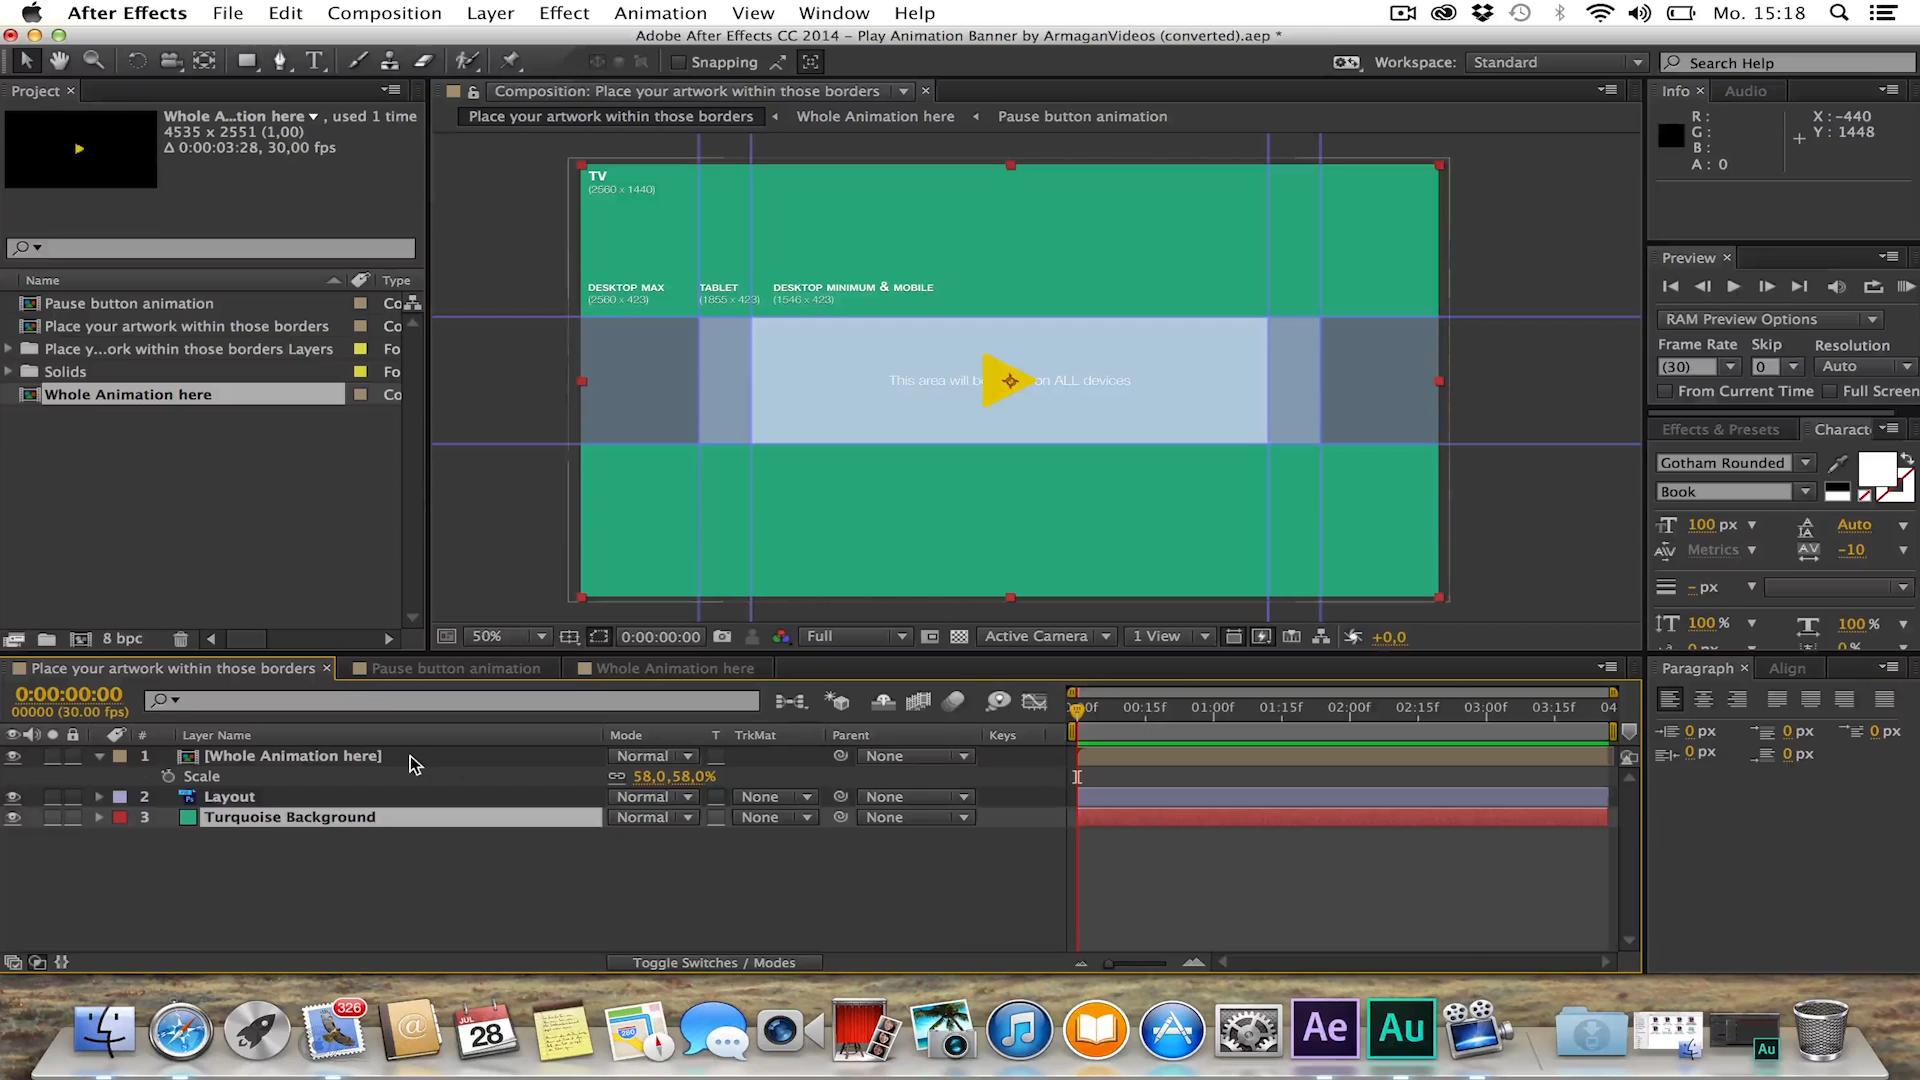 After Effects File Edit Composition Layer Effect Animation View Window Help Mo. 15:18
Adobe After Effects CC 2014 – Play Animation Banner by ArmaganVideos (converted).aep *
Snapping Workspace: Standard Search Help
Project × Composition: Place your artwork within those borders × Info × Audio
Whole A...tion here ▾ , used 1 time
4535 x 2551 (1,00)
Δ 0:00:03:28, 30,00 fps
Place your artwork within those borders Whole Animation here Pause button animation
R :
G :
B :
A : 0
X : -440
Y : 1448
TV
(2560 x 1440)
DESKTOP MAX
(2560 x 423)
TABLET
(1855 x 423)
DESKTOP MINIMUM & MOBILE
(1546 x 423)
This area will be on ALL devices
Name Type
Pause button animation Co
Place your artwork within those borders Co
Place y...ork within those borders Layers Fo
Solids Fo
Whole Animation here Co
Preview ×
RAM Preview Options
Frame Rate Skip Resolution
(30) 0 Auto
From Current Time Full Screen
Effects & Presets Charact
Gotham Rounded
Book
100 px Auto
Metrics -10
– px
100 % 100 %
0 %
8 bpc
50% 0:00:00:00 Full Active Camera 1 View +0,0
Place your artwork within those borders × Pause button animation Whole Animation here
Paragraph × Align
0 px 0 px 0 px
0 px 0 px
0:00:00:00
00000 (30.00 fps)
00f 00:15f 01:00f 01:15f 02:00f 02:15f 03:00f 03:15f 04
# Layer Name Mode T TrkMat Parent Keys
1 [Whole Animation here] Normal None
Scale 58,0,58,0%
2 Layout Normal None None
3 Turquoise Background Normal None None
Toggle Switches / Modes
326
JUL
28
280
Ps
Ae
Au
Au